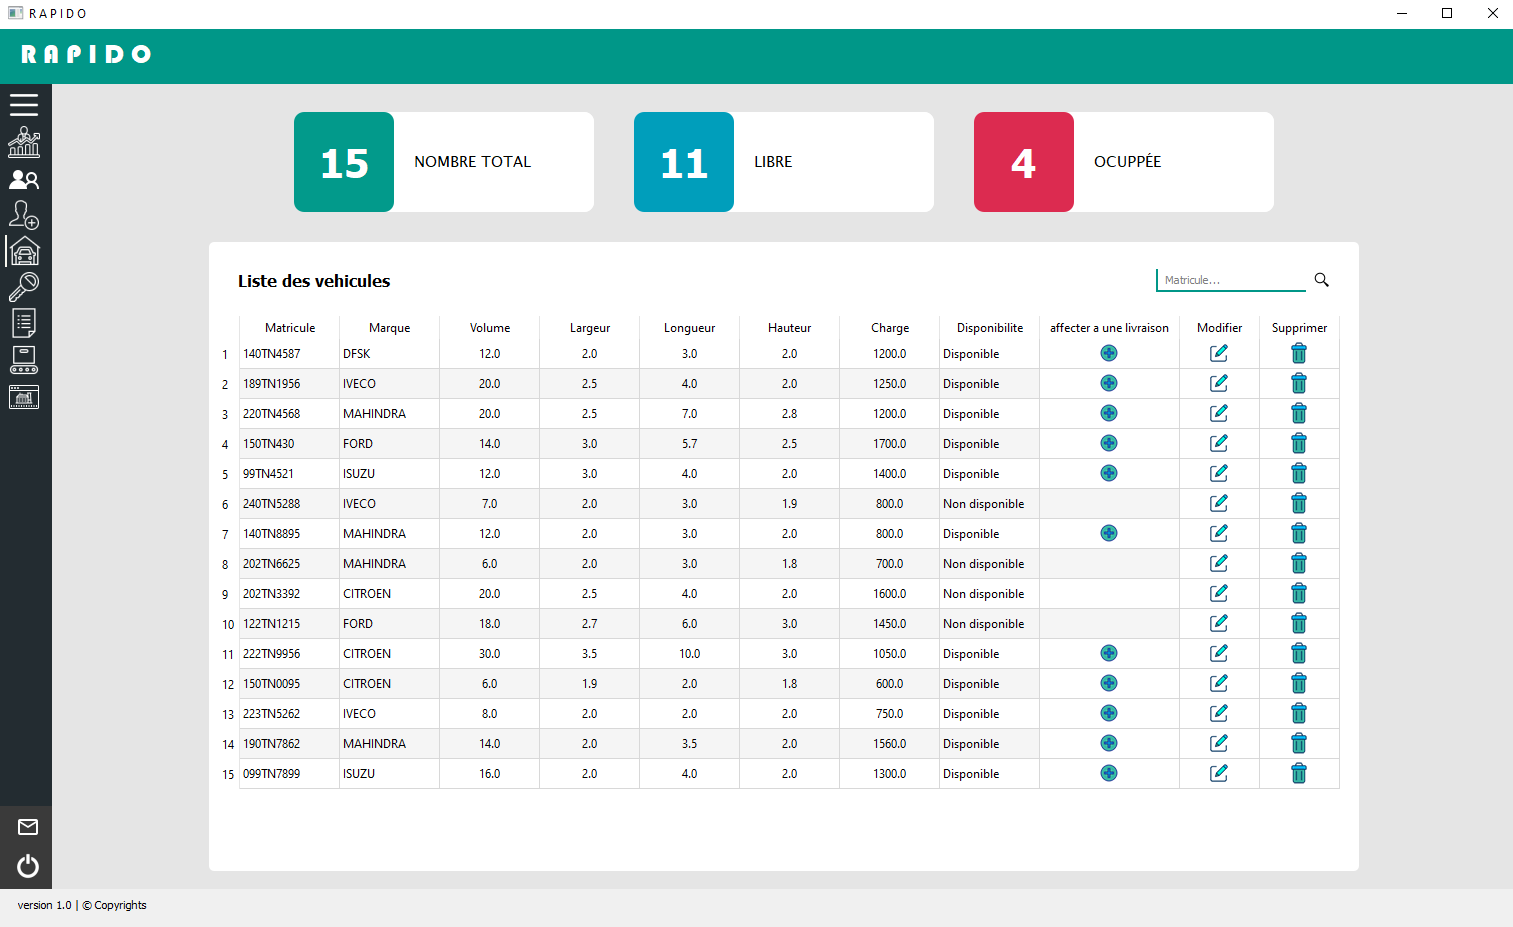 RAPIDO
RAPIDO
15 NOMBRE TOTAL
11 LIBRE
4 OCUPPÉE
Liste des vehicules
Matricule...
Matricule Marque Volume Largeur Longueur Hauteur Charge Disponibilite affecter a une livraison Modifier Supprimer
1 140TN4587 DFSK 12.0 2.0 3.0 2.0 1200.0 Disponible
2 189TN1956 IVECO 20.0 2.5 4.0 2.0 1250.0 Disponible
3 220TN4568 MAHINDRA 20.0 2.5 7.0 2.8 1200.0 Disponible
4 150TN430 FORD 14.0 3.0 5.7 2.5 1700.0 Disponible
5 99TN4521 ISUZU 12.0 3.0 4.0 2.0 1400.0 Disponible
6 240TN5288 IVECO 7.0 2.0 3.0 1.9 800.0 Non disponible
7 140TN8895 MAHINDRA 12.0 2.0 3.0 2.0 800.0 Disponible
8 202TN6625 MAHINDRA 6.0 2.0 3.0 1.8 700.0 Non disponible
9 202TN3392 CITROEN 20.0 2.5 4.0 2.0 1600.0 Non disponible
10 122TN1215 FORD 18.0 2.7 6.0 3.0 1450.0 Non disponible
11 222TN9956 CITROEN 30.0 3.5 10.0 3.0 1050.0 Disponible
12 150TN0095 CITROEN 6.0 1.9 2.0 1.8 600.0 Disponible
13 223TN5262 IVECO 8.0 2.0 2.0 2.0 750.0 Disponible
14 190TN7862 MAHINDRA 14.0 2.0 3.5 2.0 1560.0 Disponible
15 099TN7899 ISUZU 16.0 2.0 4.0 2.0 1300.0 Disponible
version 1.0 | © Copyrights